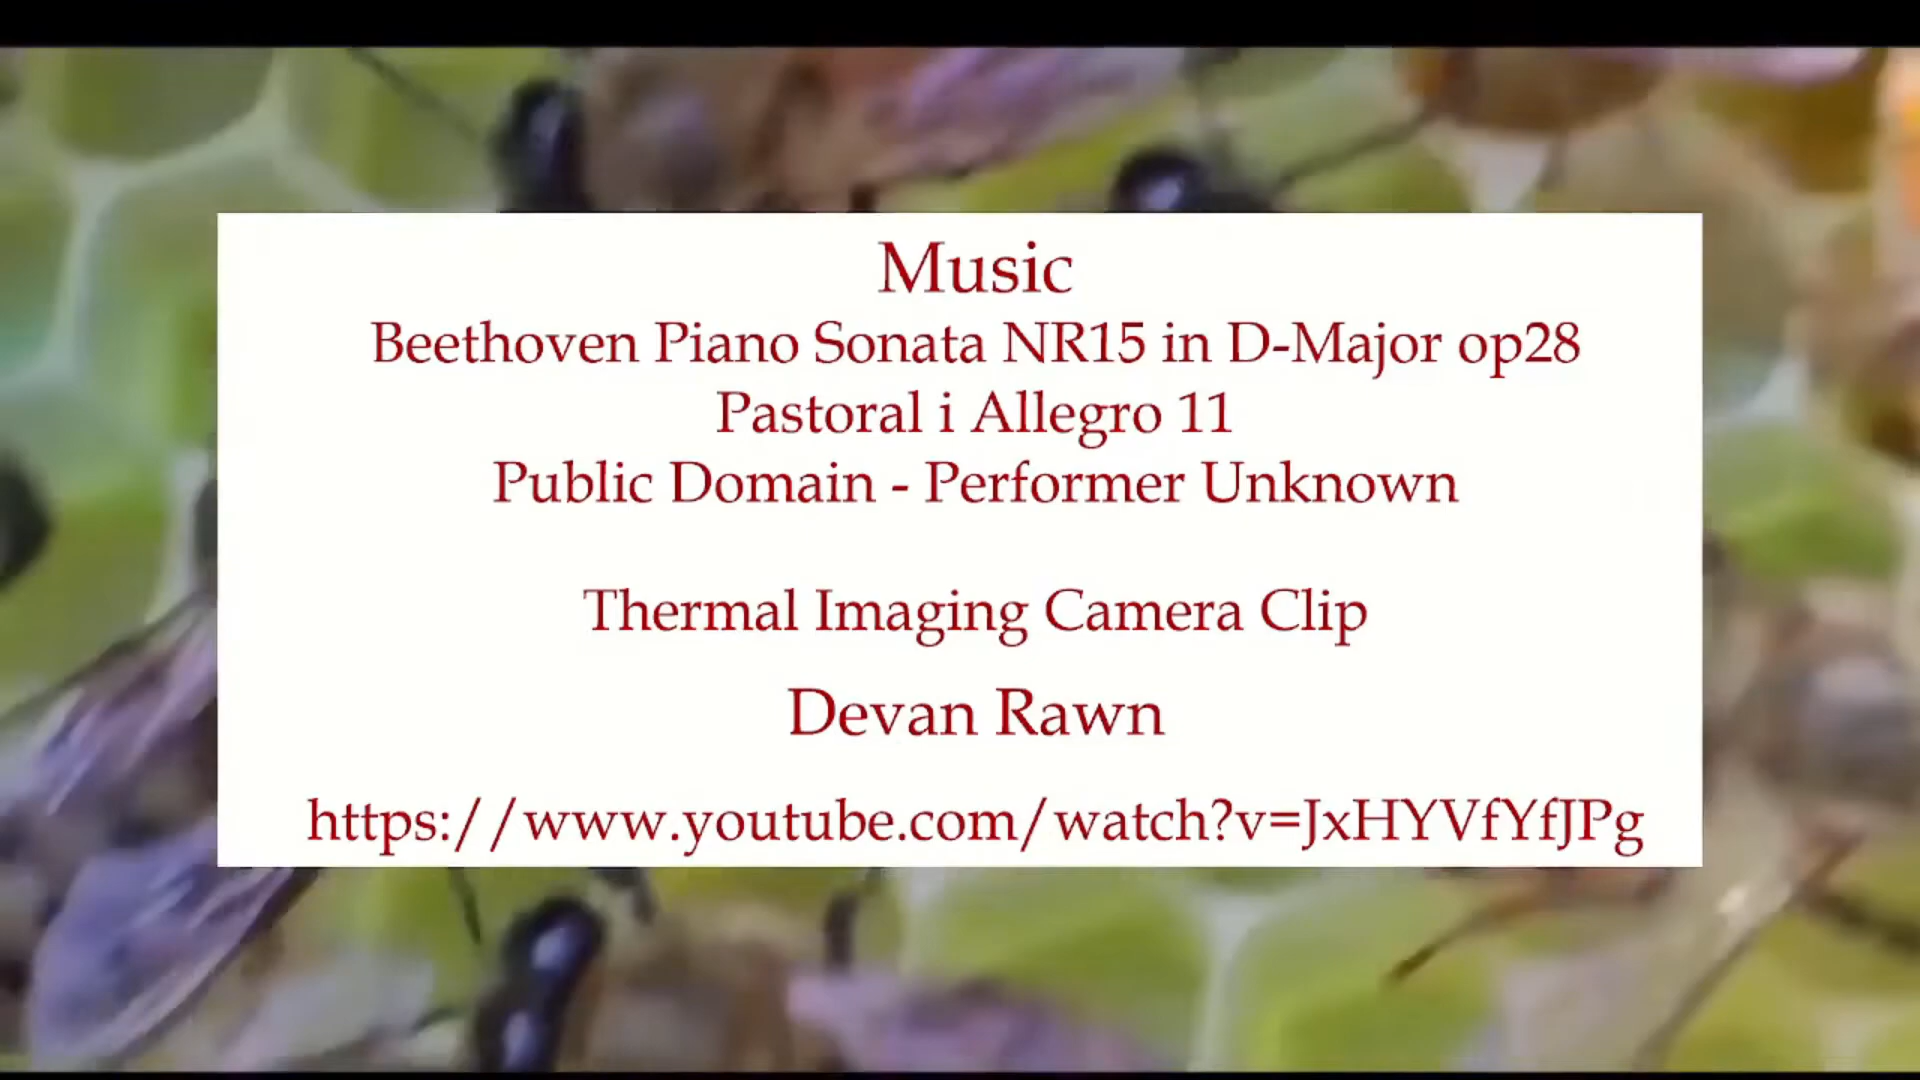 Music
Beethoven Piano Sonata NR15 in D-Major op28
Pastoral i Allegro 11
Public Domain - Performer Unknown
Thermal Imaging Camera Clip
Devan Rawn
https://www.youtube.com/watch?v=JxHYVfYfJPg